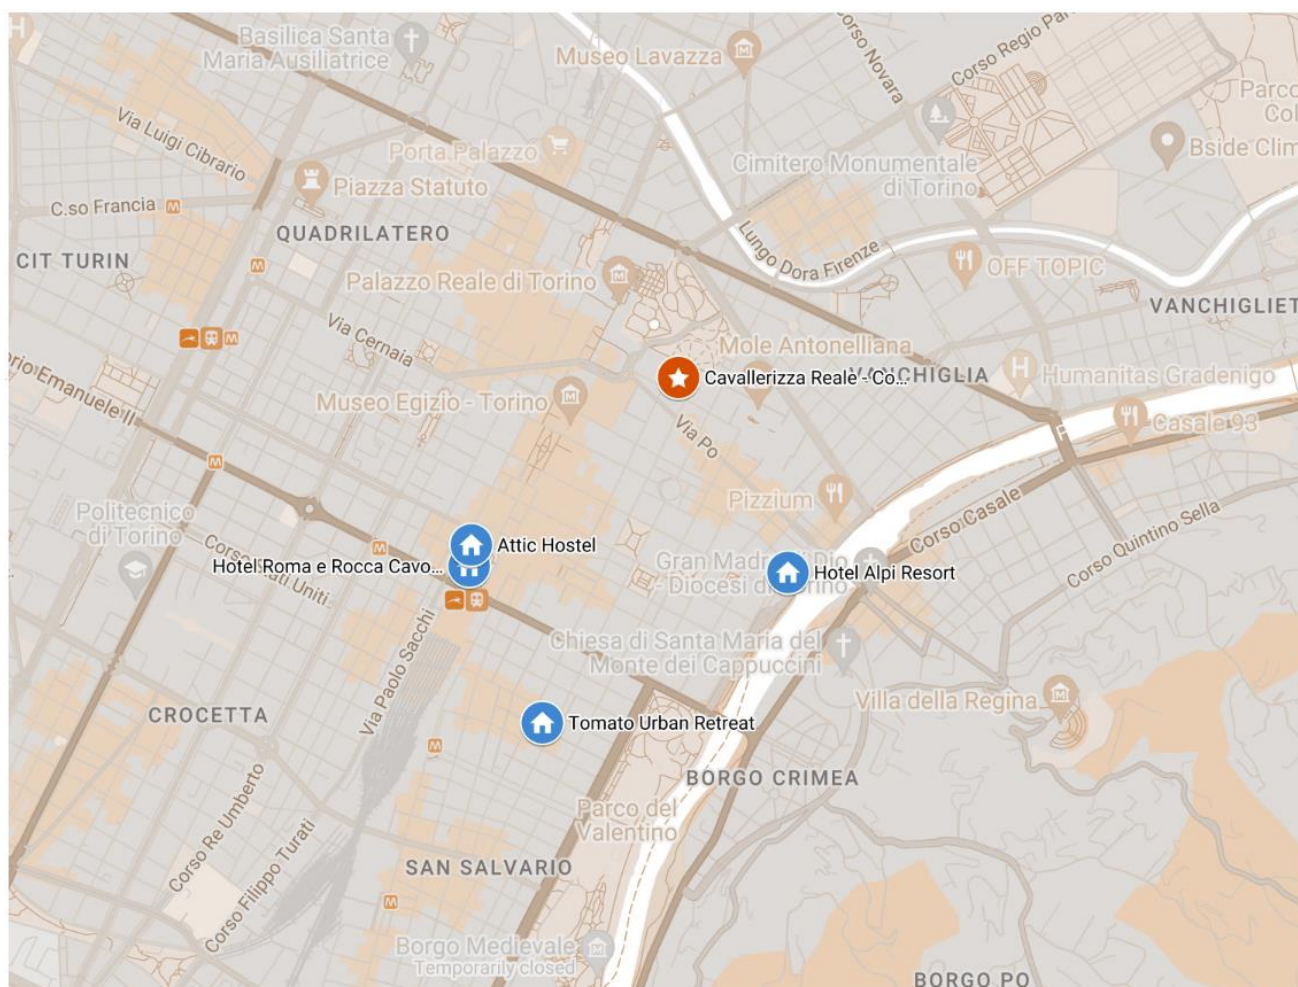 Basilica Santa
Maria Ausiliatrice
Museo Lavazza
Corso Novara
Corso Regio Par
Parco
Col
Via Luigi Cibrario
Porta Palazzo
Bside Clim
Cimitero Monumentale
di Torino
Piazza Statuto
C.so Francia
M
QUADRILATERO
Lungo Dora Firenze
CIT TURIN
M
OFF TOPIC
Palazzo Reale di Torino
VANCHIGLIET
Via Cernaia
M
Mole Antonelliana
orio Emanuele II
Cavallerizza Reale - Co...
VANCHIGLIA
H
Humanitas Gradenigo
Museo Egizio - Torino
Casale 93
Via Po
M
Pizzium
Politecnico
di Torino
Corso Casale
Corso Quintino Sella
M
Attic Hostel
Corso Stati Uniti
Hotel Roma e Rocca Cavo...
Gran Madre di Dio
- Diocesi di Torino
Hotel Alpi Resort
Via Paolo Sacchi
Chiesa di Santa Maria del
Monte dei Cappuccini
Villa della Regina
CROCETTA
Tomato Urban Retreat
M
BORGO CRIMEA
Parco del
Valentino
Corso Re Umberto
Corso Filippo Turati
SAN SALVARIO
M
Borgo Medievale
Temporarily closed
BORGO PO